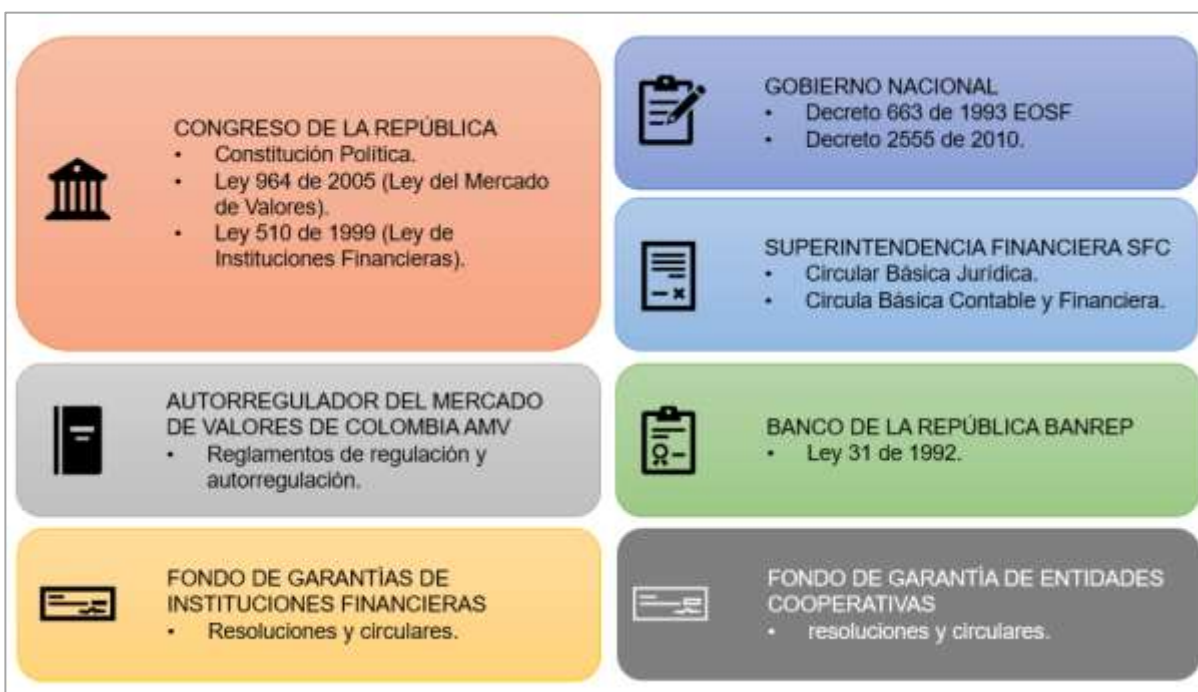 CONGRESO DE LA REPÚBLICA
• Constitución Política.
• Ley 964 de 2005 (Ley del Mercado
de Valores).
• Ley 510 de 1999 (Ley de
Instituciones Financieras).
GOBIERNO NACIONAL
• Decreto 663 de 1993 EOSF
• Decreto 2555 de 2010.
SUPERINTENDENCIA FINANCIERA SFC
• Circular Básica Jurídica.
• Circula Básica Contable y Financiera.
AUTORREGULADOR DEL MERCADO
DE VALORES DE COLOMBIA AMV
• Reglamentos de regulación y
autorregulación.
BANCO DE LA REPÚBLICA BANREP
• Ley 31 de 1992.
FONDO DE GARANTÌAS DE
INSTITUCIONES FINANCIERAS
• Resoluciones y circulares.
FONDO DE GARANTÌA DE ENTIDADES
COOPERATIVAS
• resoluciones y circulares.